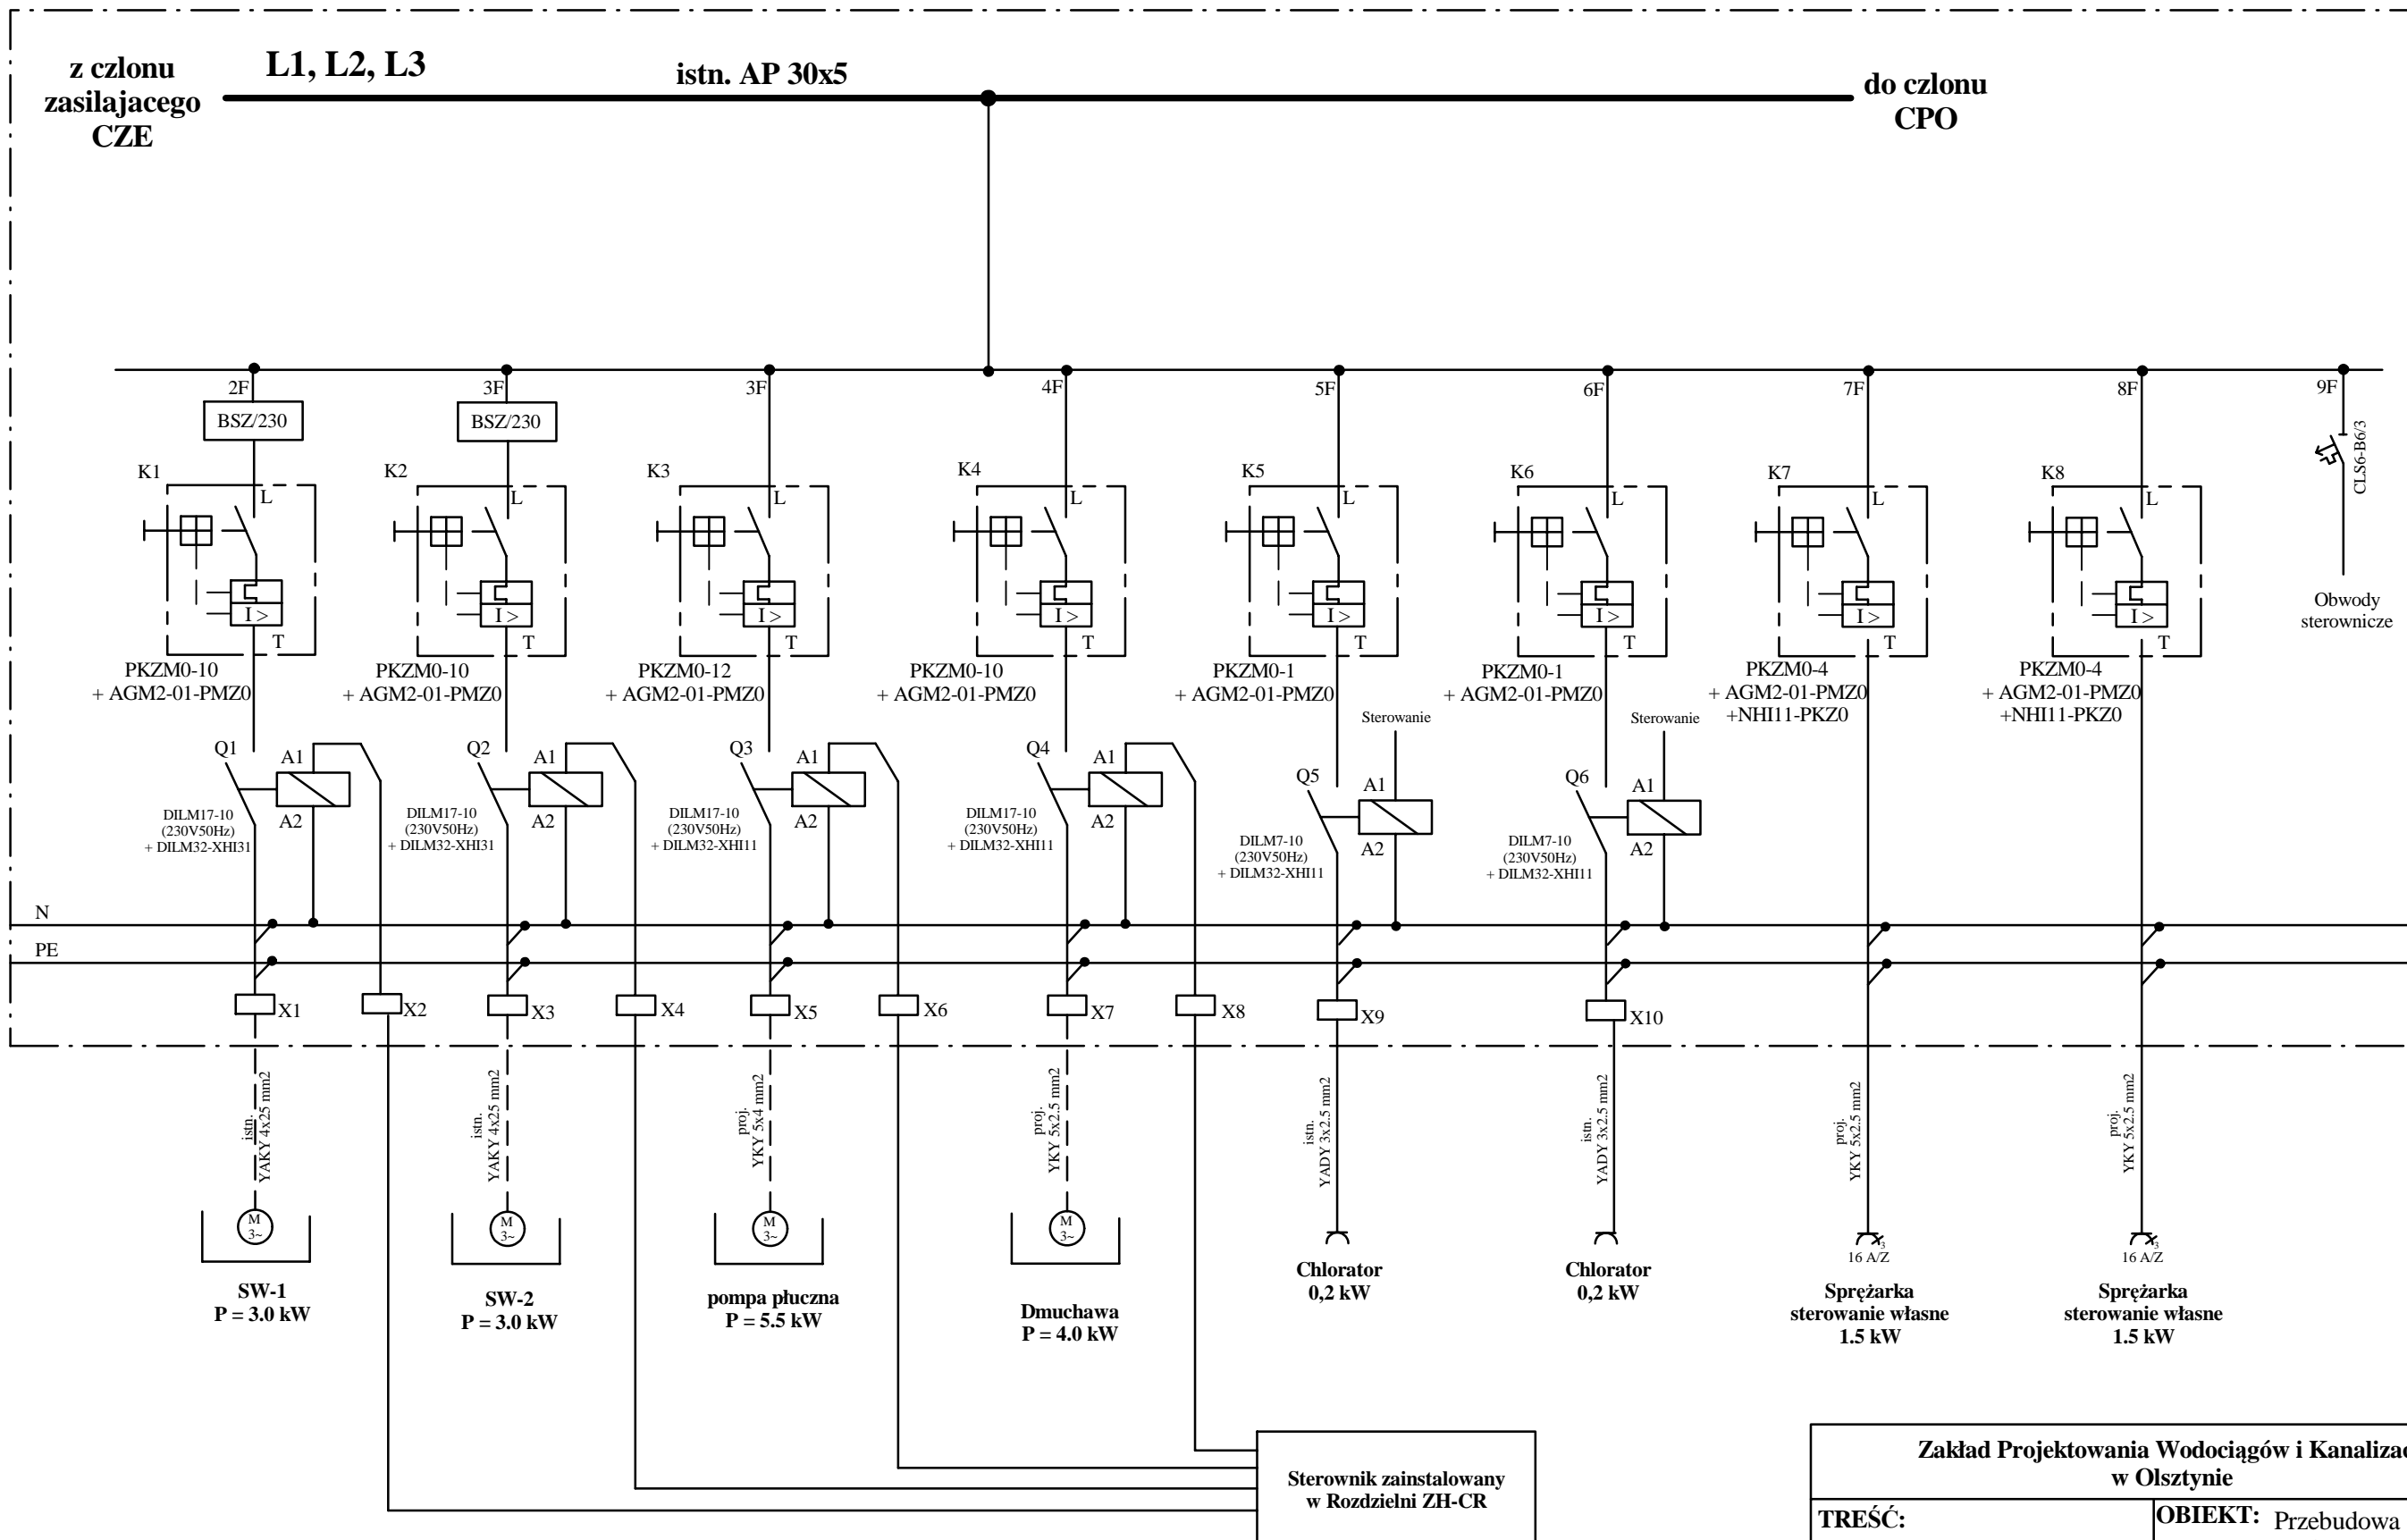 z czlonu
zasilajacego
CZE
L1, L2, L3
istn. AP 30x5
do czlonu
CPO
2F
3F
3F
4F
5F
6F
7F
8F
9F
BSZ/230
BSZ/230
CLS6-B6/3
K1
K2
K3
K4
K5
K6
K7
K8
L
L
L
L
L
L
L
L
I >
I >
I >
I >
I >
I >
I >
I >
T
T
T
T
T
T
T
T
Obwody
sterownicze
PKZM0-10
+ AGM2-01-PMZ0
PKZM0-10
+ AGM2-01-PMZ0
PKZM0-12
+ AGM2-01-PMZ0
PKZM0-10
+ AGM2-01-PMZ0
PKZM0-1
+ AGM2-01-PMZ0
PKZM0-1
+ AGM2-01-PMZ0
PKZM0-4
+ AGM2-01-PMZ0
+NHI11-PKZ0
PKZM0-4
+ AGM2-01-PMZ0
+NHI11-PKZ0
Sterowanie
Sterowanie
Q1
A1
A2
DILM17-10
(230V50Hz)
+ DILM32-XHI31
Q2
A1
A2
DILM17-10
(230V50Hz)
+ DILM32-XHI31
Q3
A1
A2
DILM17-10
(230V50Hz)
+ DILM32-XHI11
Q4
A1
A2
DILM17-10
(230V50Hz)
+ DILM32-XHI11
Q5
A1
A2
DILM7-10
(230V50Hz)
+ DILM32-XHI11
Q6
A1
A2
DILM7-10
(230V50Hz)
+ DILM32-XHI11
N
PE
X1
X2
X3
X4
X5
X6
X7
X8
X9
X10
istn.
YAKY 4x25 mm2
istn.
YAKY 4x25 mm2
proj.
YKY 5x4 mm2
proj.
YKY 5x2.5 mm2
istn.
YADY 3x2.5 mm2
istn.
YADY 3x2.5 mm2
proj.
YKY 5x2.5 mm2
proj.
YKY 5x2.5 mm2
M
3~
M
3~
M
3~
M
3~
3
16 A/Z
3
16 A/Z
SW-1
P = 3.0 kW
SW-2
P = 3.0 kW
pompa płuczna
P = 5.5 kW
Dmuchawa
P = 4.0 kW
Chlorator
0,2 kW
Chlorator
0,2 kW
Sprężarka
sterowanie własne
1.5 kW
Sprężarka
sterowanie własne
1.5 kW
Sterownik zainstalowany
w Rozdzielni ZH-CR
Zakład Projektowania Wodociągów i Kanalizac
w Olsztynie
TREŚĆ:
OBIEKT: Przebudowa